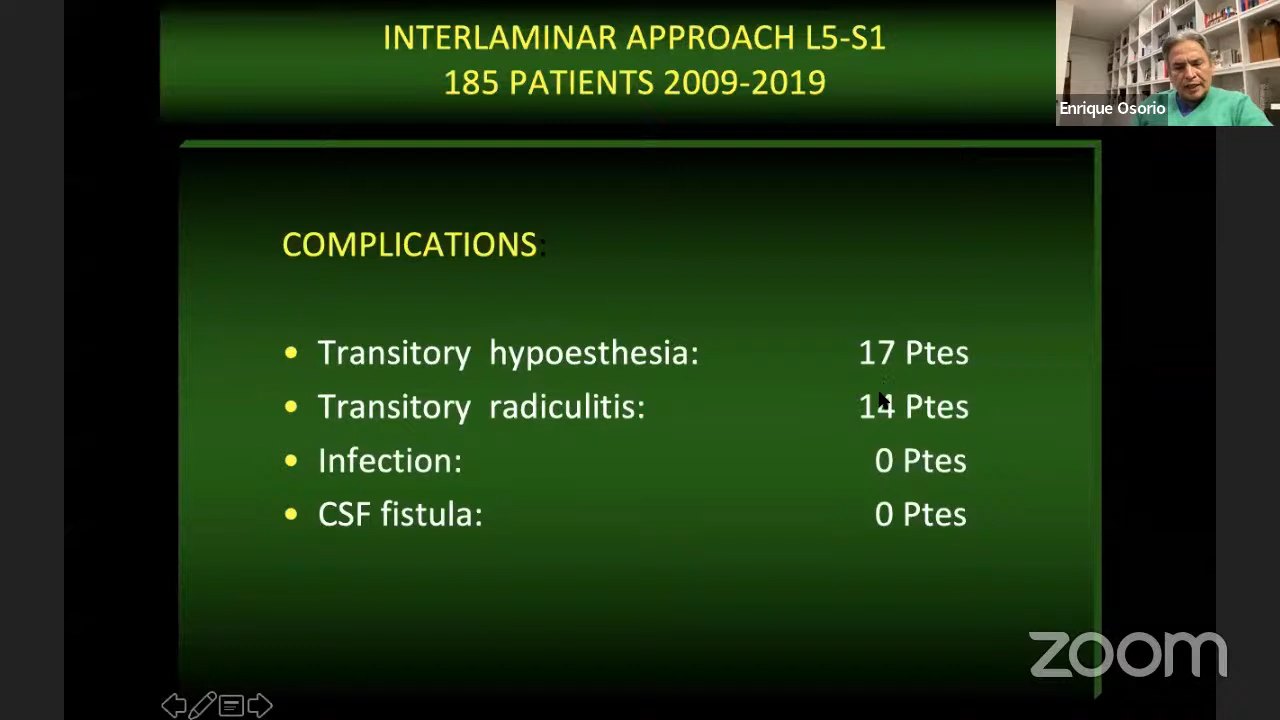 INTERLAMINAR APPROACH L5-S1
185 PATIENTS 2009-2019
Enrique Osorio
COMPLICATIONS:
• Transitory hypoesthesia: 17 Ptes
• Transitory radiculitis: 14 Ptes
• Infection: 0 Ptes
• CSF fistula: 0 Ptes
zoom